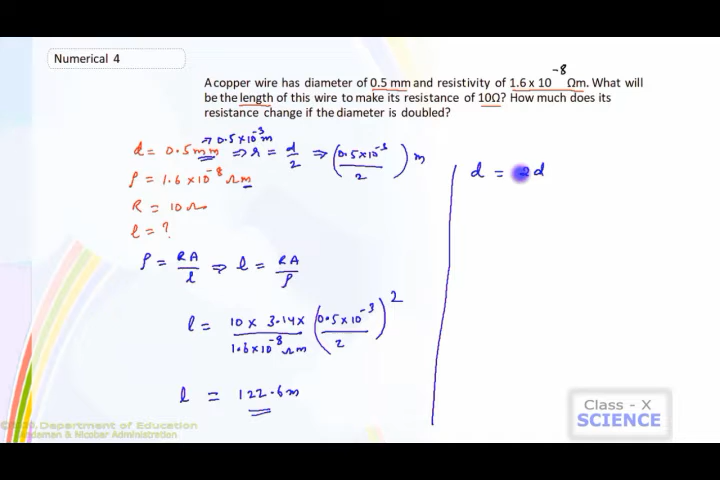 Numerical 4
A copper wire has diameter of 0.5 mm and resistivity of 1.6 x 10⁻⁸ Ωm. What will
be the length of this wire to make its resistance of 10Ω? How much does its
resistance change if the diameter is doubled?
→ 0.5×10⁻³ m
d = 0.5mm ⇒ r = d/2 ⇒ (0.5×10⁻³/2) m
ρ = 1.6 × 10⁻⁸ Ωm
R = 10 Ω
l = ?
ρ = RA/l ⇒ l = RA/ρ
l = 10 × 3.14 × / 1.6×10⁻⁸ Ωm (0.5×10⁻³/2)²
l = 122.6m
d = 2d
Class - X
SCIENCE
Department of Education
Andaman & Nicobar Administration